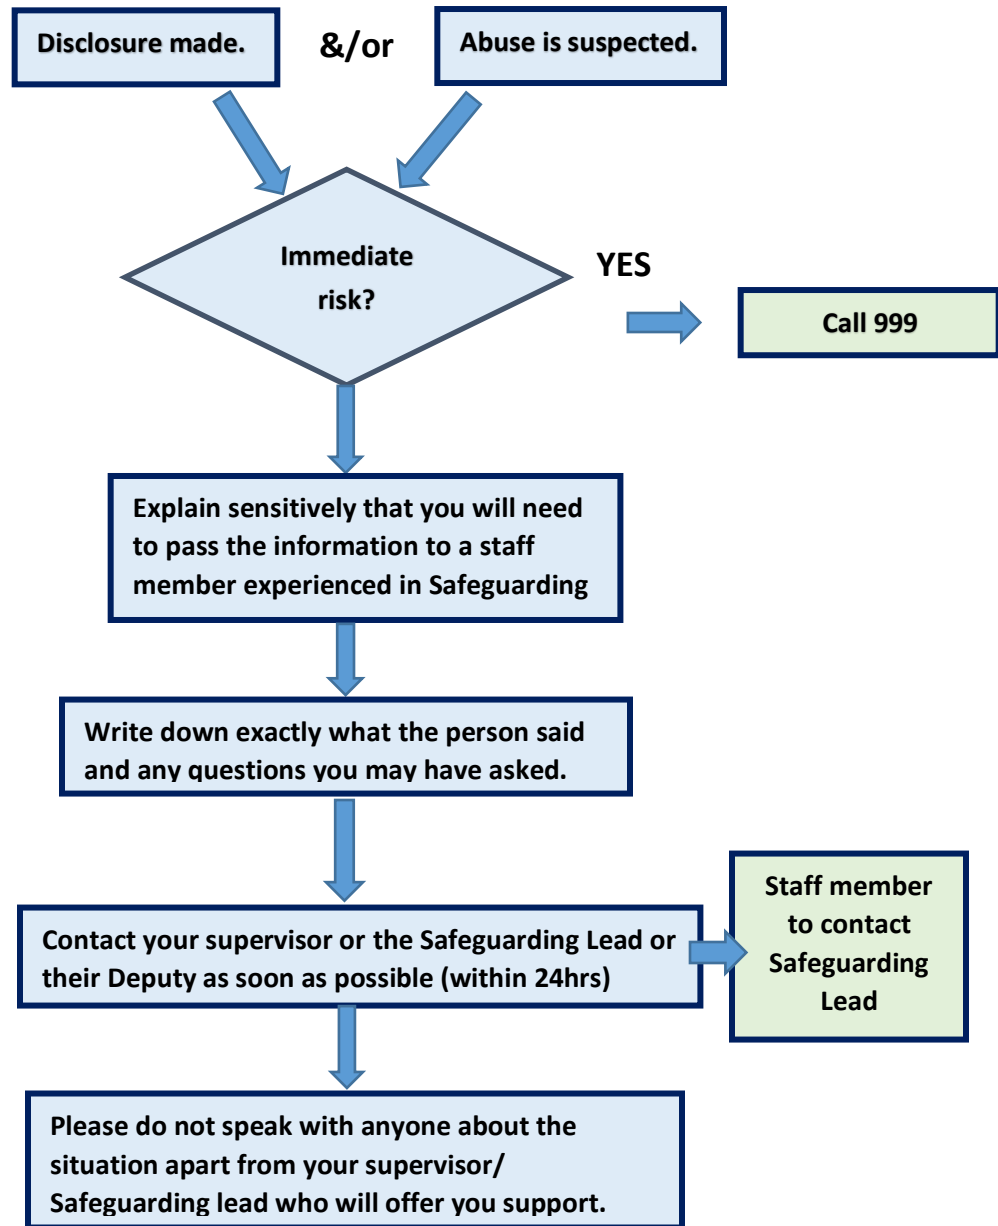 Disclosure made.
&/or
Abuse is suspected.
Immediate
risk?
YES
Call 999
Explain sensitively that you will need
to pass the information to a staff
member experienced in Safeguarding
Write down exactly what the person said
and any questions you may have asked.
Contact your supervisor or the Safeguarding Lead or
their Deputy as soon as possible (within 24hrs)
Staff member
to contact
Safeguarding
Lead
Please do not speak with anyone about the
situation apart from your supervisor/
Safeguarding lead who will offer you support.